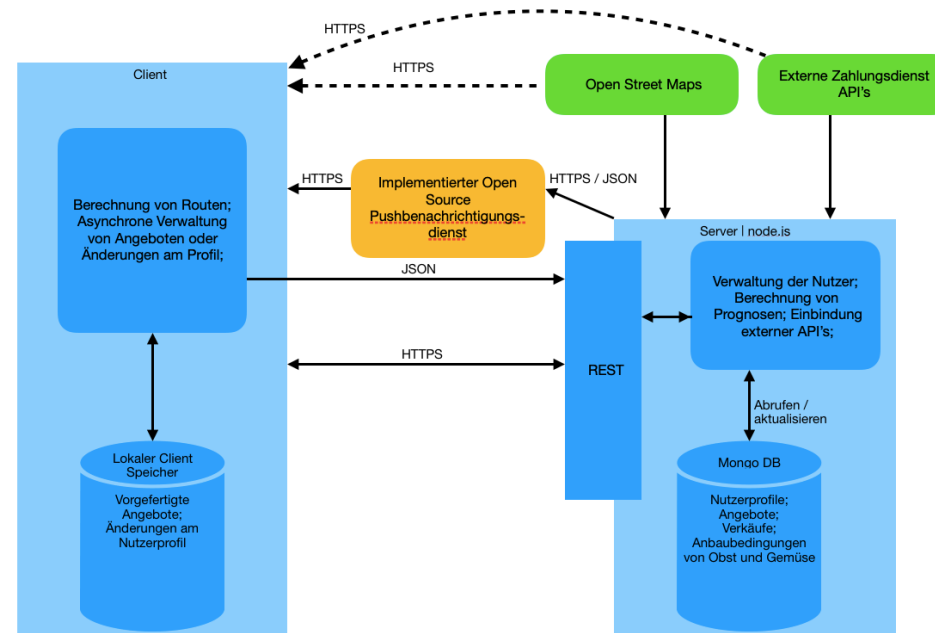 HTTPS
Client
HTTPS
Open Street Maps
Externe Zahlungsdienst
API's
Berechnung von Routen;
Asynchrone Verwaltung
von Angeboten oder
Änderungen am Profil;
HTTPS
Implementierter Open
Source
Pushbenachrichtigungs-
dienst
HTTPS / JSON
Server | node.is
JSON
Verwaltung der Nutzer;
Berechnung von
Prognosen; Einbindung
externer API's;
HTTPS
REST
Abrufen /
aktualisieren
Lokaler Client
Speicher
Vorgefertigte
Angebote;
Änderungen am
Nutzerprofil
Mongo DB
Nutzerprofile;
Angebote;
Verkäufe;
Anbaubedingungen
von Obst und Gemüse